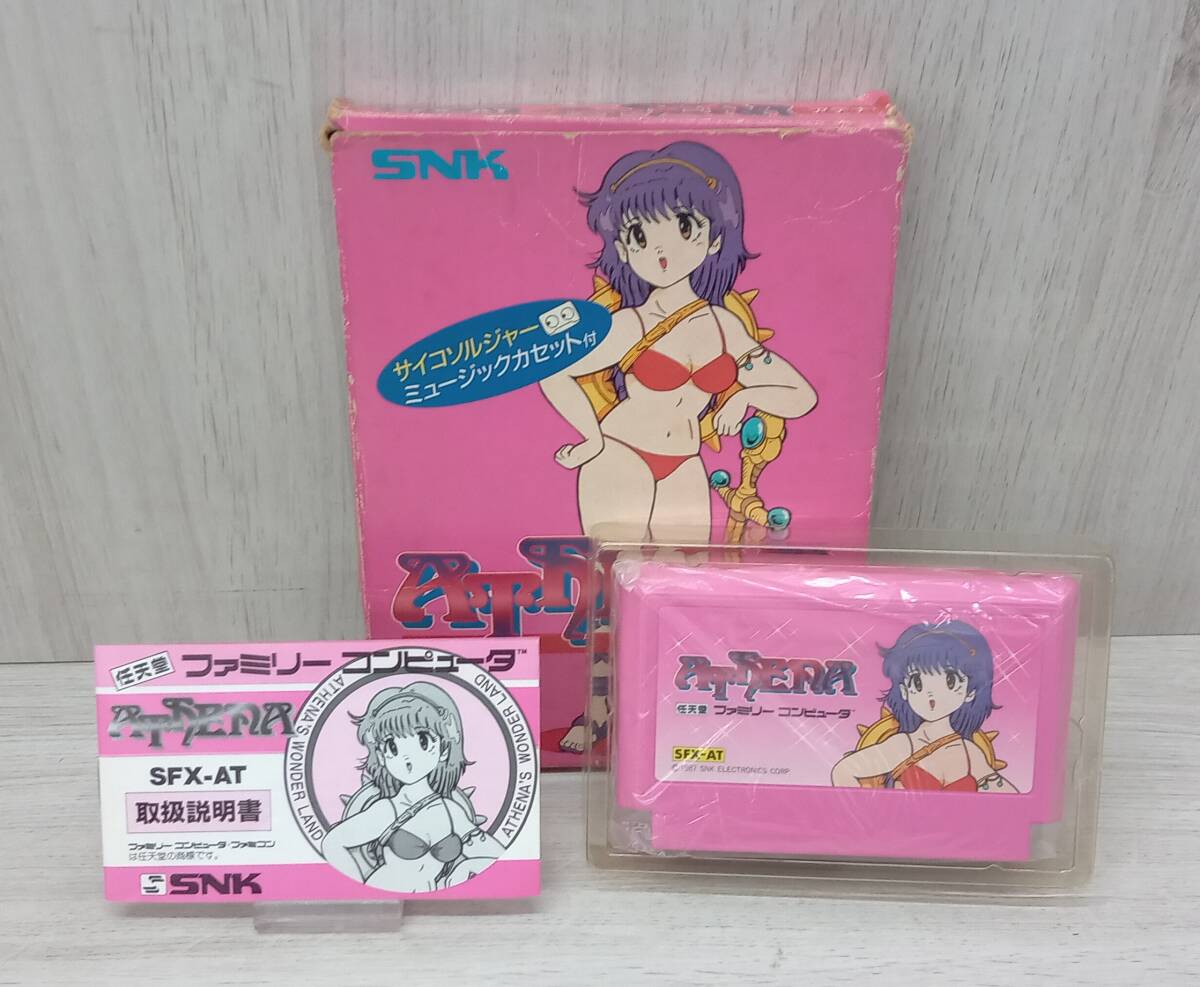 SNK
サイコソルジャー
ミュージックカセット付
任天堂 ファミリー コンピュータ™
ATHENA
SFX-AT
取扱説明書
ファミリー コンピュータ・ファミコン
は任天堂の商標です。
SNK
ATHENA'S WONDER LAND
ATHENA'S WONDER LAND
ATHENA
任天堂 ファミリー コンピュータ™
SFX-AT
©1987 SNK ELECTRONICS CORP